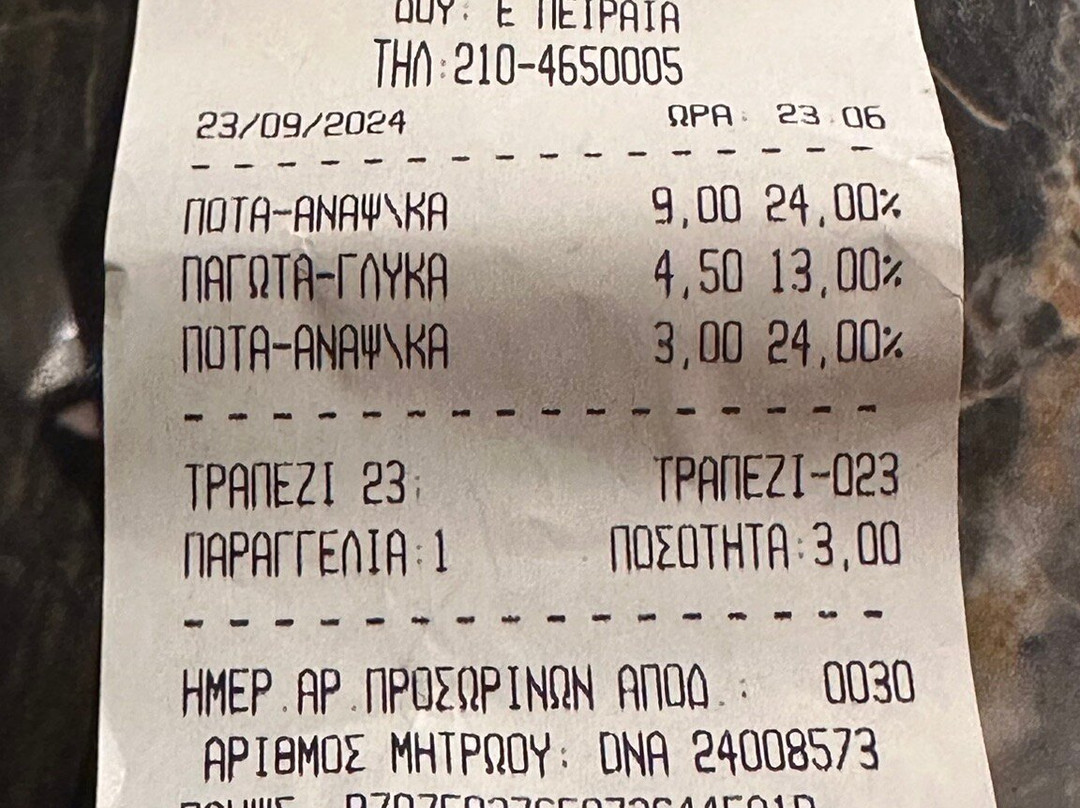 ΔΟΥ: Ε ΠΕΙΡΑΙΑ
ΤΗΛ:210-4650005
23/09/2024 ΩΡΑ: 23:06
ΠΟΤΑ-ΑΝΑΨ\ΚΑ 9,00 24,00%
ΠΑΓΩΤΑ-ΓΛΥΚΑ 4,50 13,00%
ΠΟΤΑ-ΑΝΑΨ\ΚΑ 3,00 24,00%
ΤΡΑΠΕΖΙ 23: ΤΡΑΠΕΖΙ-023
ΠΑΡΑΓΓΕΛΙΑ:1 ΠΟΣΟΤΗΤΑ:3,00
ΗΜΕΡ.ΑΡ.ΠΡΟΣΩΡΙΝΩΝ ΑΠΟΔ.: 0030
ΑΡΙΘΜΟΣ ΜΗΤΡΩΟΥ: DNA 24008573